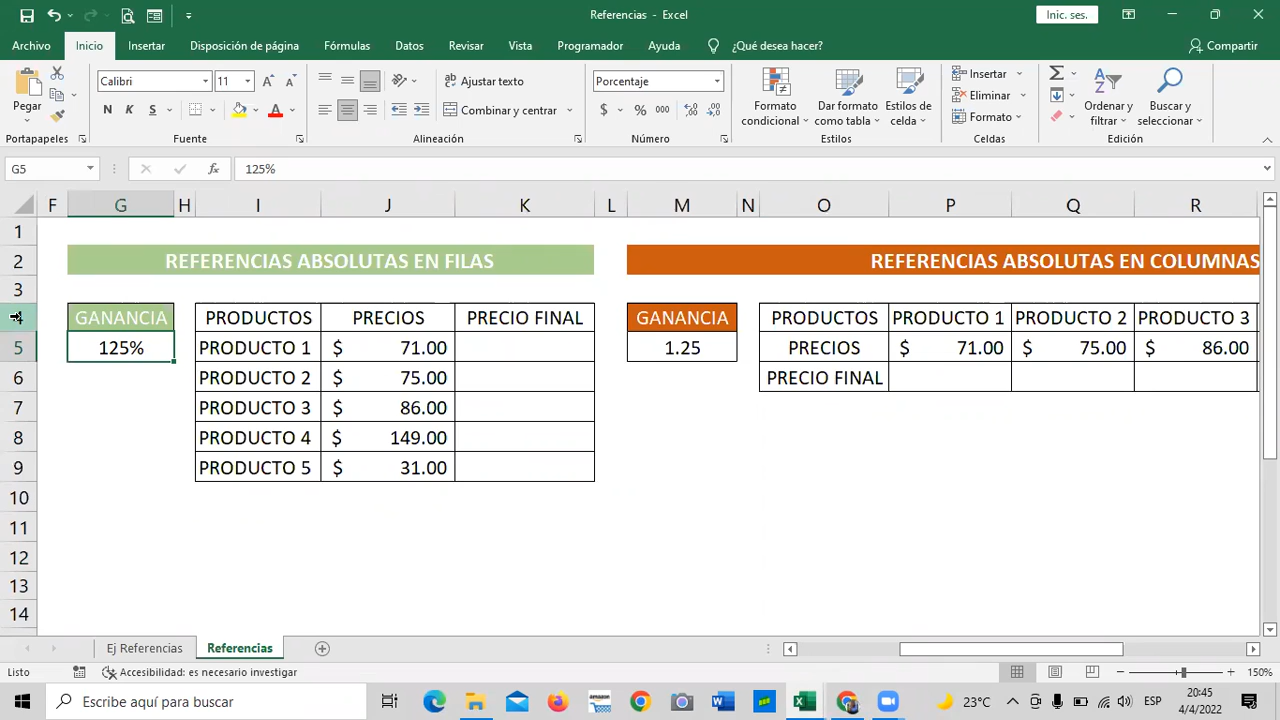 Referencias - Excel
Inic. ses.
Archivo Inicio Insertar Disposición de página Fórmulas Datos Revisar Vista Programador Ayuda ¿Qué desea hacer? Compartir
Pegar
Calibri 11
N K S
Ajustar texto
Combinar y centrar
Porcentaje
$ % 000
Formato condicional
Dar formato como tabla
Estilos de celda
Insertar
Eliminar
Formato
Ordenar y filtrar
Buscar y seleccionar
Portapapeles Fuente Alineación Número Estilos Celdas Edición
G5 fx 125%
F G H I J K L M N O P Q R
1
2 REFERENCIAS ABSOLUTAS EN FILAS REFERENCIAS ABSOLUTAS EN COLUMNAS
3
4 GANANCIA PRODUCTOS PRECIOS PRECIO FINAL GANANCIA PRODUCTOS PRODUCTO 1 PRODUCTO 2 PRODUCTO 3
5 125% PRODUCTO 1 $ 71.00 1.25 PRECIOS $ 71.00 $ 75.00 $ 86.00
6 PRODUCTO 2 $ 75.00 PRECIO FINAL
7 PRODUCTO 3 $ 86.00
8 PRODUCTO 4 $ 149.00
9 PRODUCTO 5 $ 31.00
10
11
12
13
14
Ej Referencias Referencias
Listo Accesibilidad: es necesario investigar 150%
Escribe aquí para buscar
23°C ESP 20:45
4/4/2022